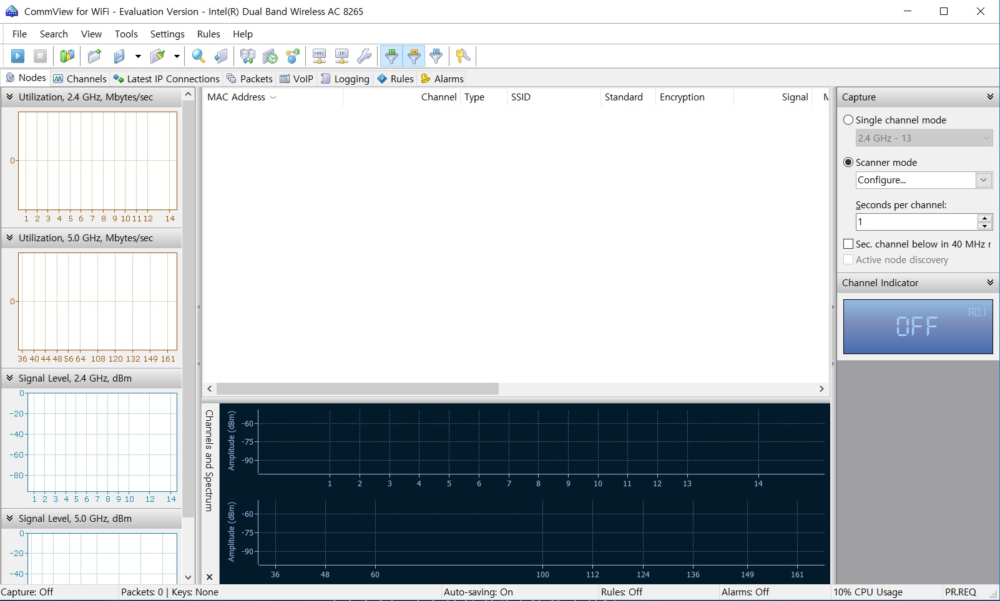 CommView for WiFi - Evaluation Version - Intel(R) Dual Band Wireless AC 8265
File Search View Tools Settings Rules Help
MAC IP D M C
Nodes Channels Latest IP Connections Packets VoIP Logging IF Rules Alarms
Utilization, 2.4 GHz, Mbytes/sec
0
1 2 3 4 5 6 7 8 9 10 11 12 14
Utilization, 5.0 GHz, Mbytes/sec
0
36 40 44 48 56 64 108 120 132 149 161
Signal Level, 2.4 GHz, dBm
0
-20
-40
-60
-80
1 2 3 4 5 6 7 8 9 10 12 14
Signal Level, 5.0 GHz, dBm
0
-20
-40
MAC Address Channel Type SSID Standard Encryption Signal
Channels and Spectrum
Amplitude (dBm)
-60
-75
-90
1 2 3 4 5 6 7 8 9 10 11 12 13 14
Amplitude (dBm)
-60
-75
-90
36 48 60 100 112 124 136 149 161
Capture
Single channel mode
2.4 GHz - 13
Scanner mode
Configure...
Seconds per channel:
1
Sec. channel below in 40 MHz
Active node discovery
Channel Indicator
AD.1
OFF
Capture: Off Packets: 0 | Keys: None Auto-saving: On Rules: Off Alarms: Off 10% CPU Usage PR.REQ